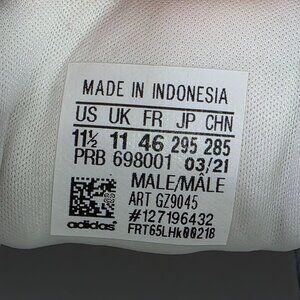 MADE IN INDONESIA
US UK FR JP CHN
11½ 11 46 295 285
PRB 698001 03/21
MALE/MÂLE
ART GZ9045
#127196432
adidas FRT65LHk00218